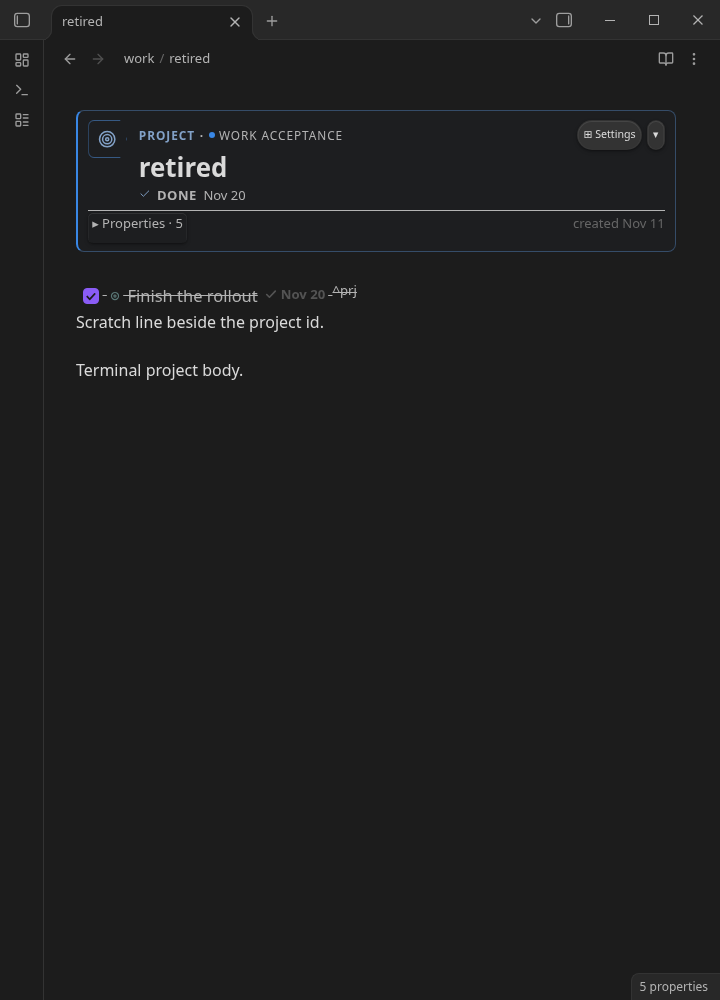 retired
work / retired
PROJECT · WORK ACCEPTANCE
Settings
retired
DONE Nov 20
Properties · 5
created Nov 11
Finish the rollout Nov 20 ^prj
Scratch line beside the project id.
Terminal project body.
5 properties